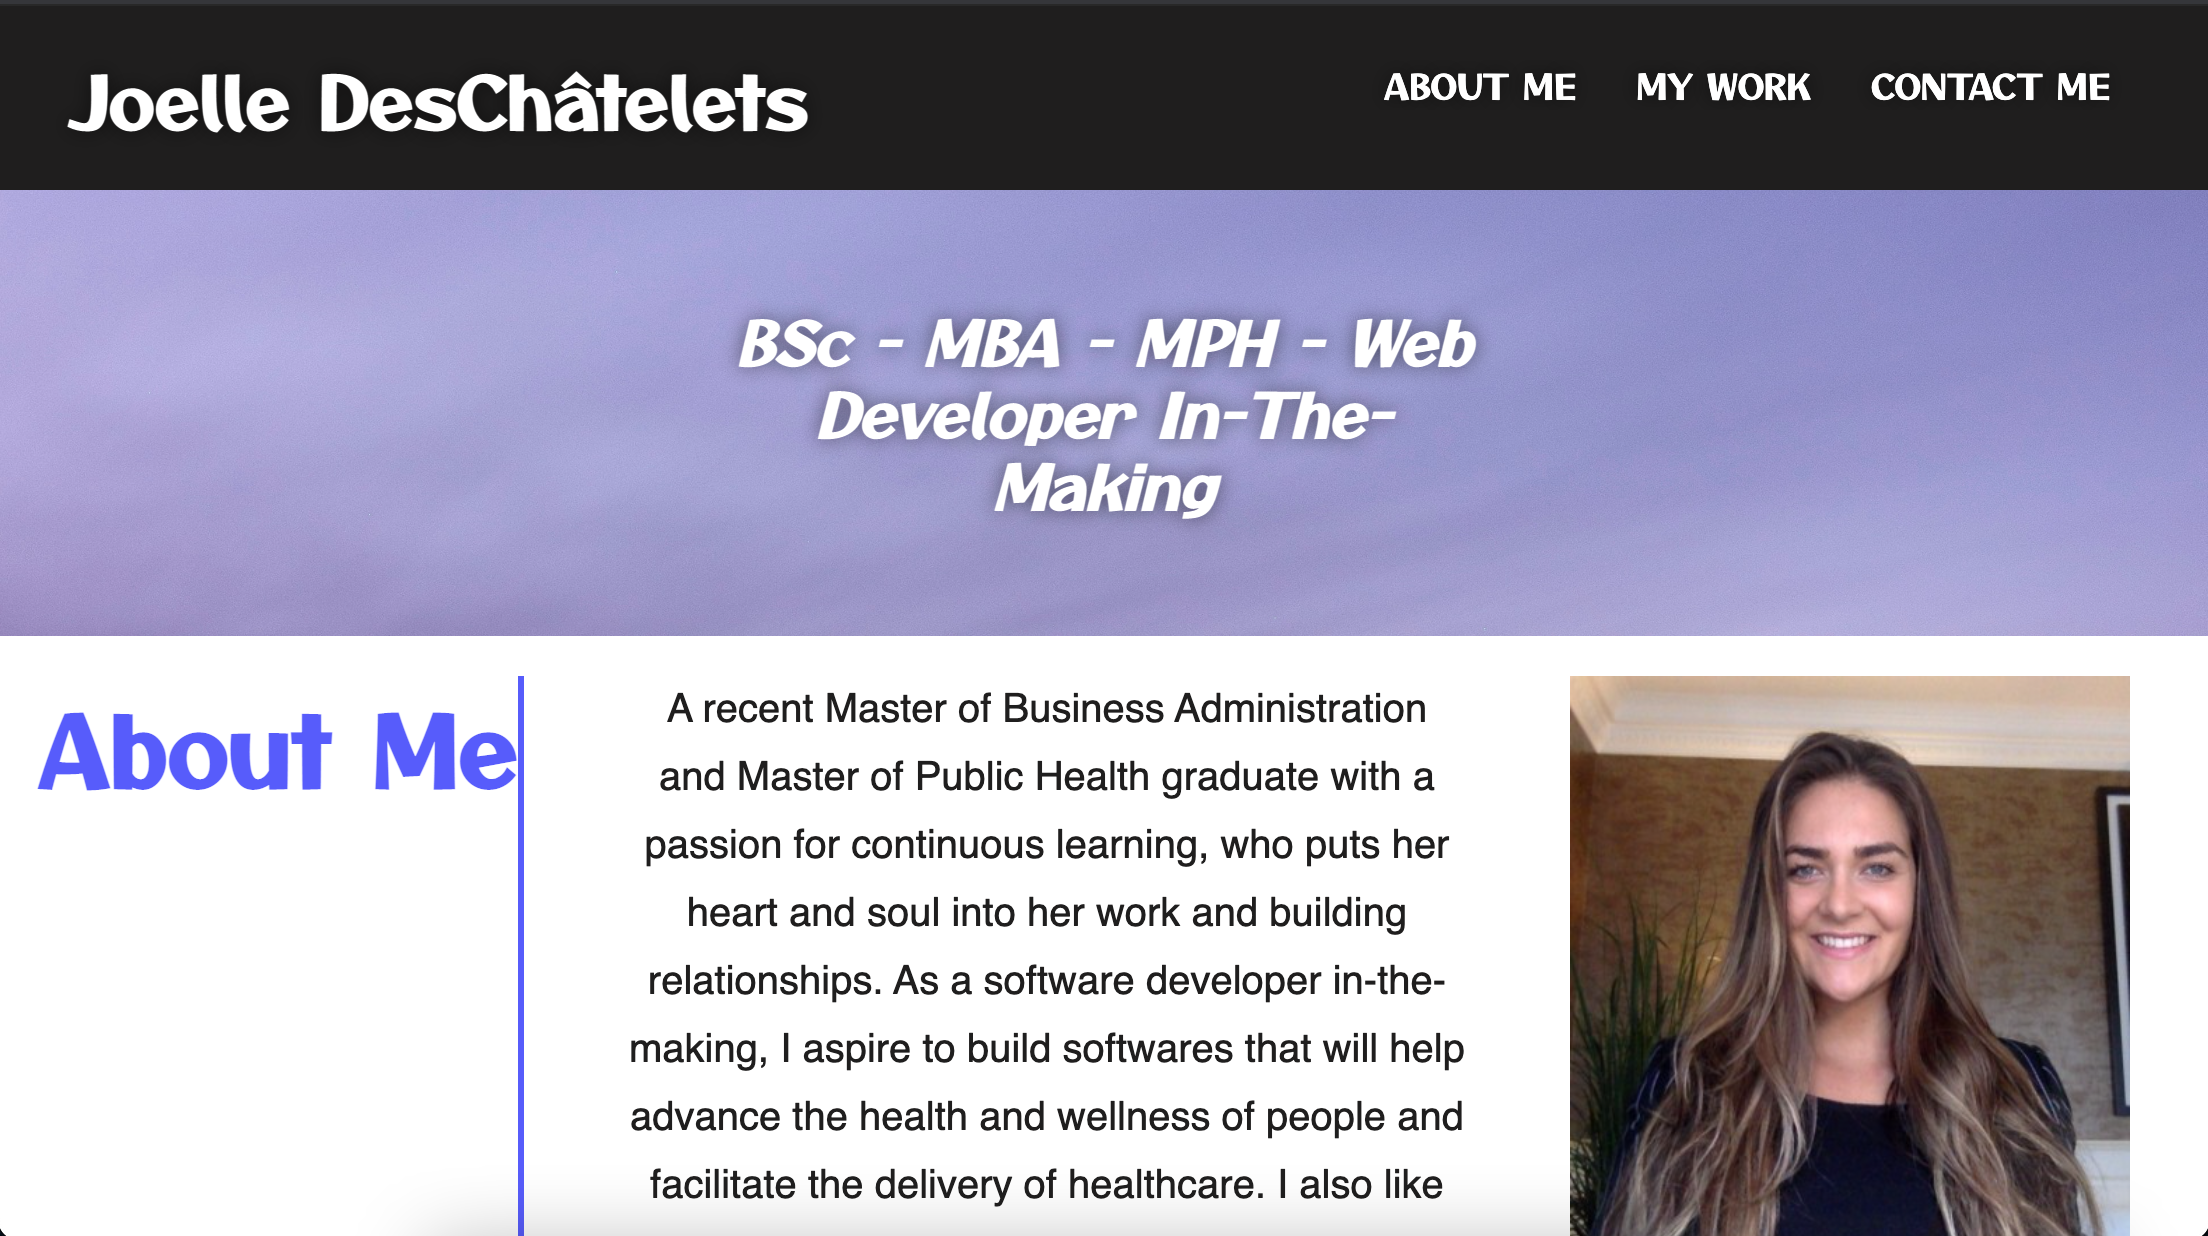 Joelle DesChâtelets
ABOUT ME MY WORK CONTACT ME
BSc - MBA - MPH - Web
Developer In-The-
Making
About Me
A recent Master of Business Administration
and Master of Public Health graduate with a
passion for continuous learning, who puts her
heart and soul into her work and building
relationships. As a software developer in-the-
making, I aspire to build softwares that will help
advance the health and wellness of people and
facilitate the delivery of healthcare. I also like